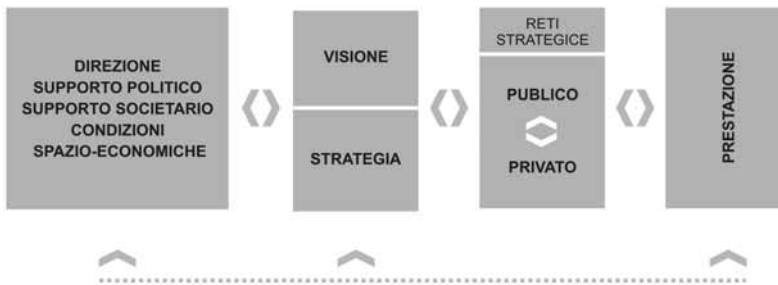 DIREZIONE
SUPPORTO POLITICO
SUPPORTO SOCIETARIO
CONDIZIONI
SPAZIO-ECONOMICHE
VISIONE
STRATEGIA
RETI
STRATEGICE
PUBLICO
PRIVATO
PRESTAZIONE